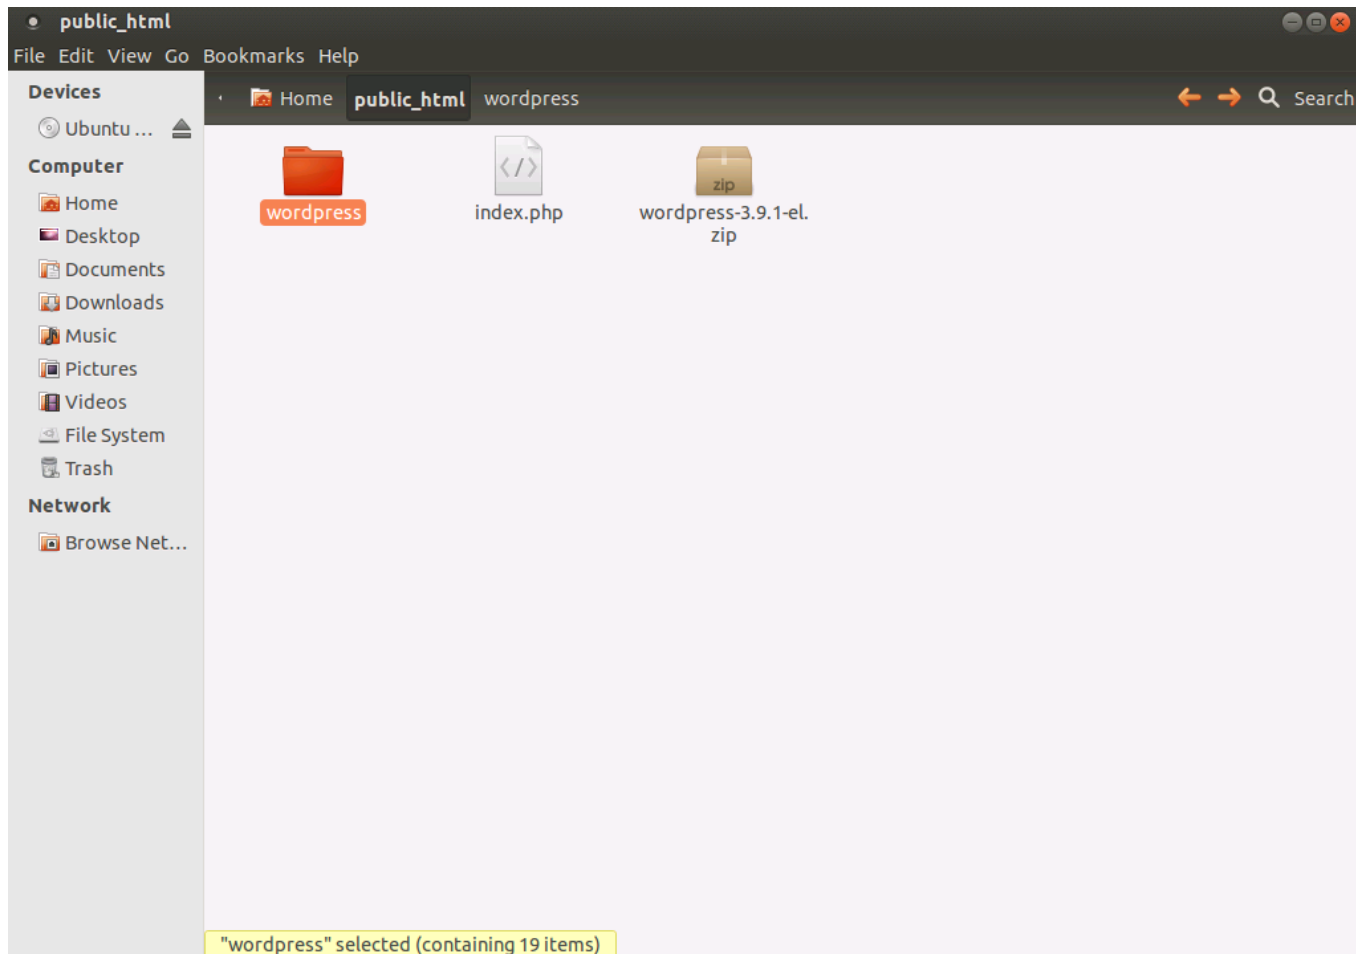 public_html
File Edit View Go Bookmarks Help
Devices
Ubuntu ...
Computer
Home
Desktop
Documents
Downloads
Music
Pictures
Videos
File System
Trash
Network
Browse Net...
Home public_html wordpress
Search
wordpress
index.php
zip
wordpress-3.9.1-el.
zip
"wordpress" selected (containing 19 items)